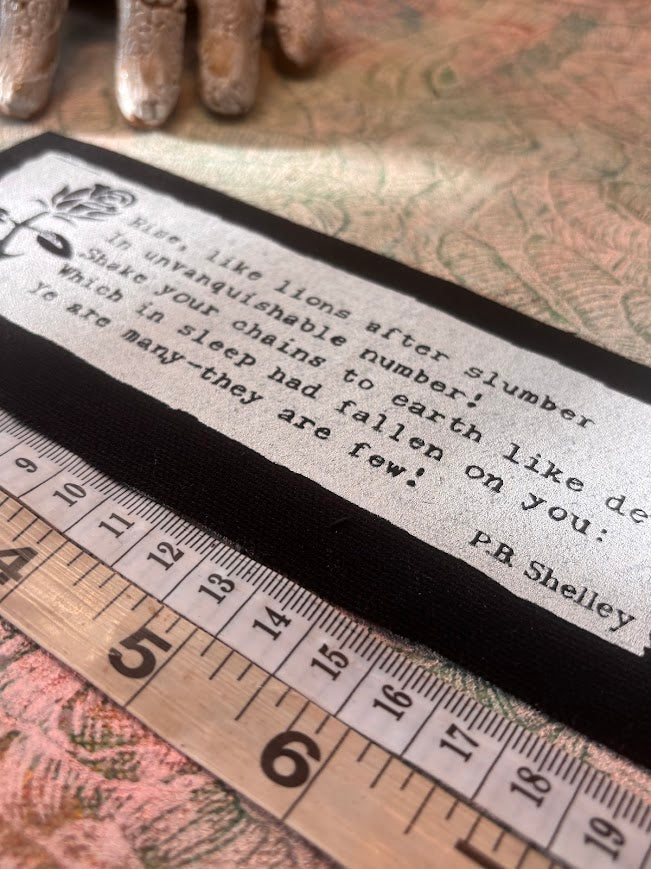 Rise, like lions after slumber
In unvanquishable number!
Shake your chains to earth like de
Which in sleep had fallen on you:
Ye are many—they are few!
P.B. Shelley
9 10 11 12 13 14 15 16 17 18 19
4 5 6